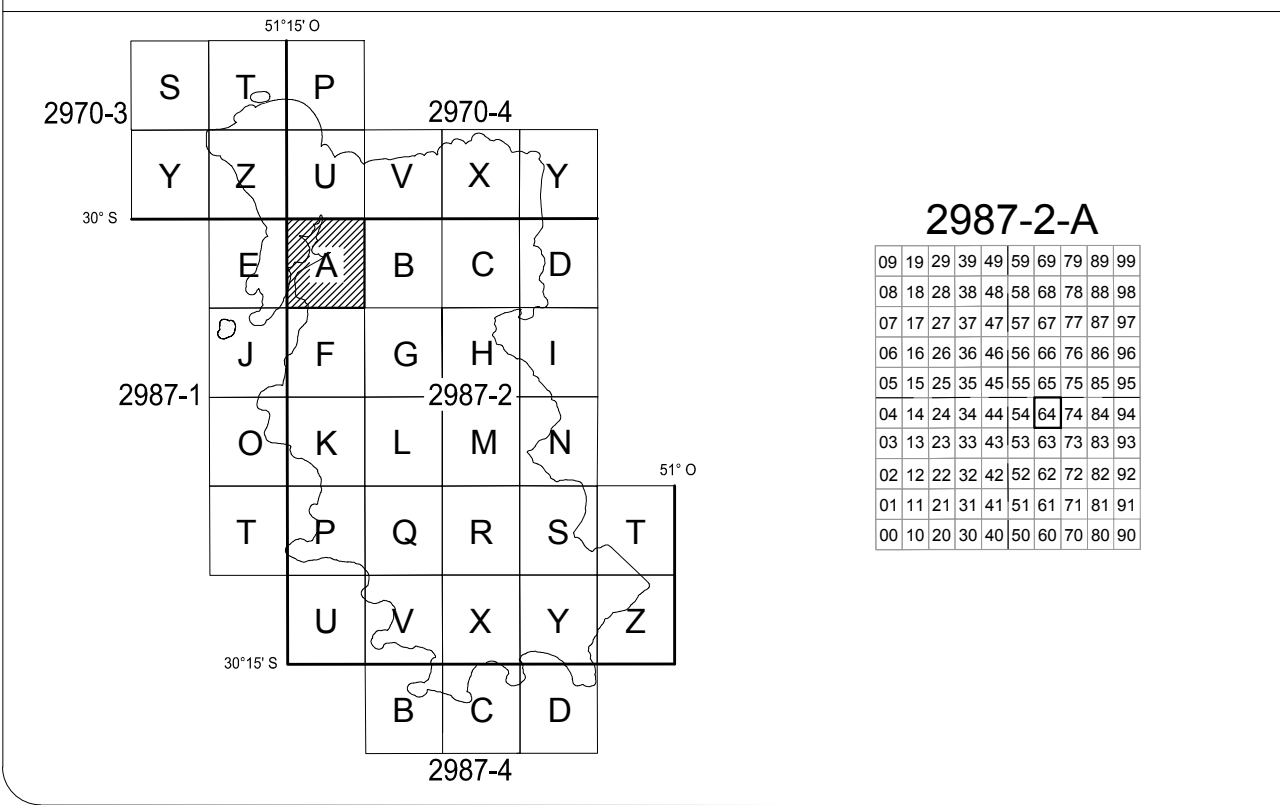 51°15' O
S T P
2970-3
2970-4
Y Z U V X Y
30° S
E A B C D
J F G H I
2987-1
2987-2
O K L M N
51° O
T P Q R S T
U V X Y Z
30°15' S
B C D
2987-4
2987-2-A
09 19 29 39 49 59 69 79 89 99
08 18 28 38 48 58 68 78 88 98
07 17 27 37 47 57 67 77 87 97
06 16 26 36 46 56 66 76 86 96
05 15 25 35 45 55 65 75 85 95
04 14 24 34 44 54 64 74 84 94
03 13 23 33 43 53 63 73 83 93
02 12 22 32 42 52 62 72 82 92
01 11 21 31 41 51 61 71 81 91
00 10 20 30 40 50 60 70 80 90